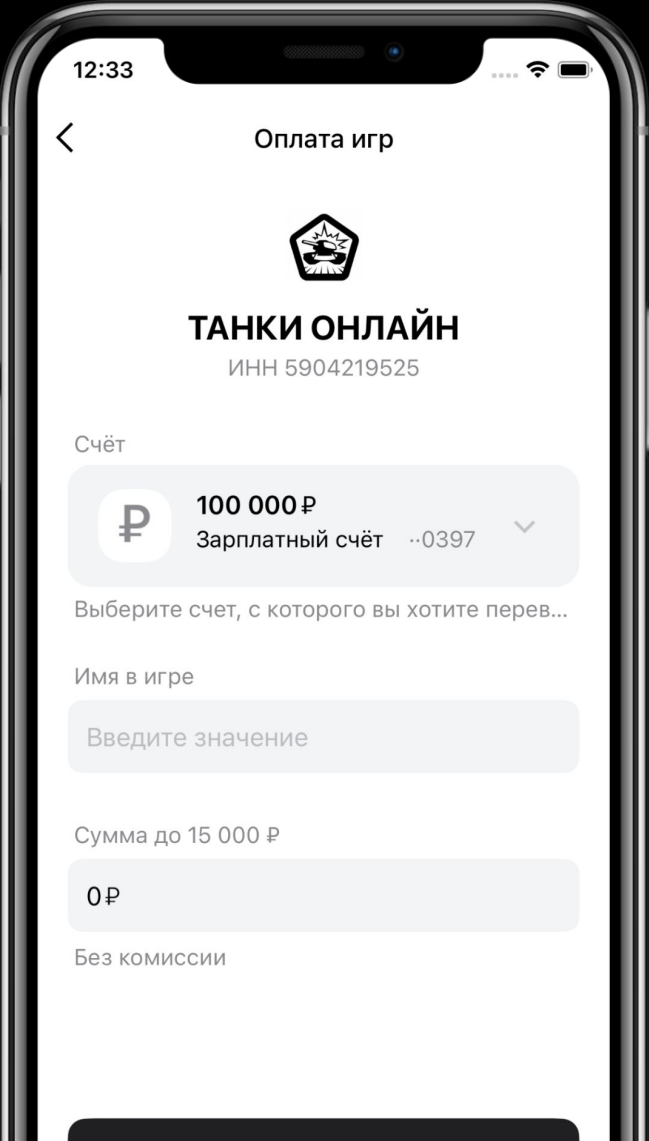 12:33
Оплата игр
ТАНКИ ОНЛАЙН
ИНН 5904219525
Счёт
₽
100 000 ₽
Зарплатный счёт ··0397
Выберите счет, с которого вы хотите перев...
Имя в игре
Введите значение
Сумма до 15 000 ₽
0 ₽
Без комиссии